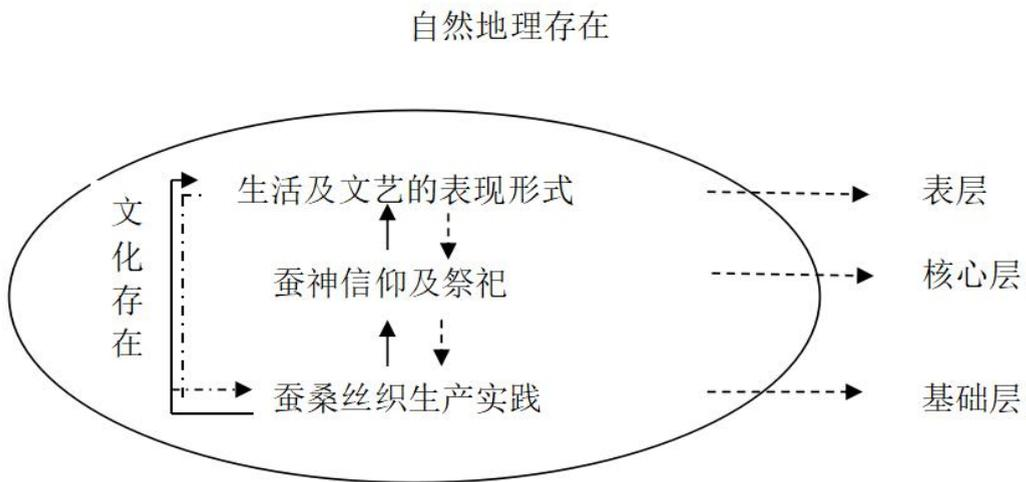 自然地理存在
生活及文艺的表现形式
表层
文化存在
蚕神信仰及祭祀
核心层
蚕桑丝织生产实践
基础层